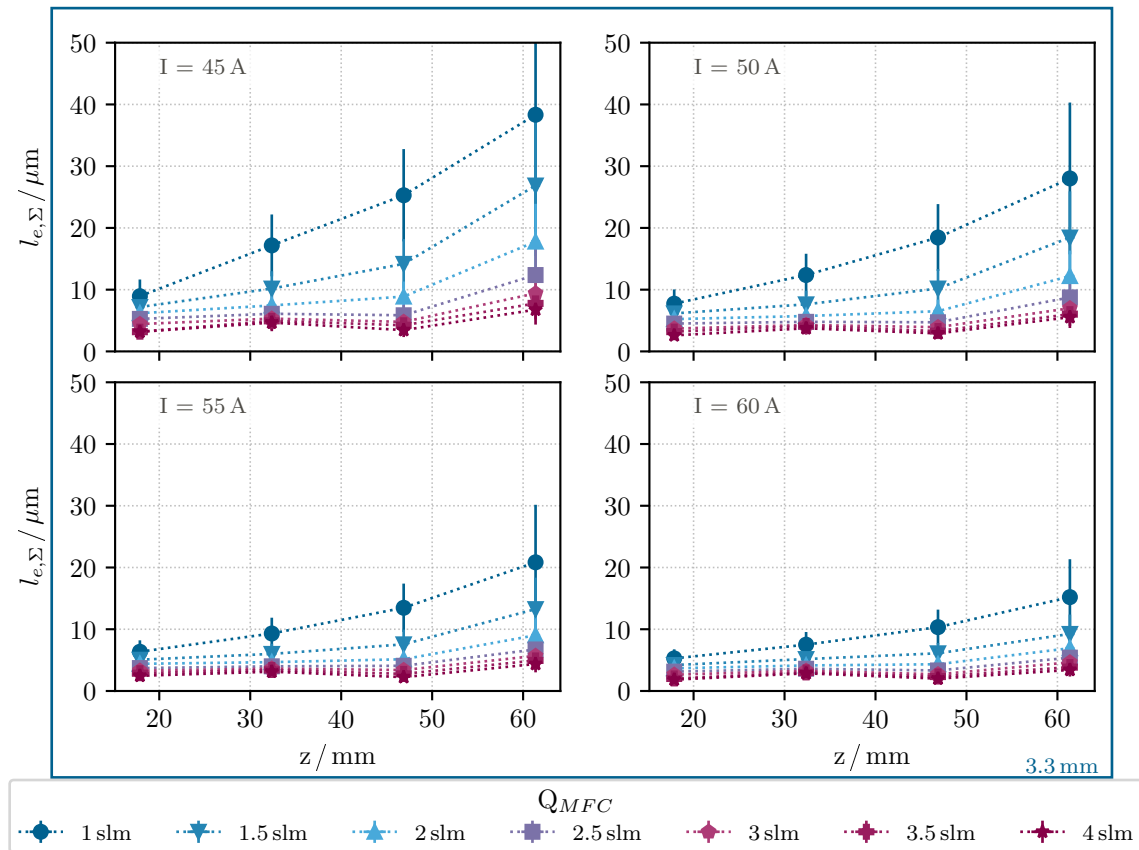 I = 45 A
I = 50 A
50
40
30
20
10
0
l_{e,Σ} / μm
50
40
30
20
10
0
I = 55 A
I = 60 A
50
40
30
20
10
0
l_{e,Σ} / μm
50
40
30
20
10
0
20 30 40 50 60
20 30 40 50 60
z / mm
z / mm
3.3 mm
Q_{MFC}
1 slm 1.5 slm 2 slm 2.5 slm 3 slm 3.5 slm 4 slm